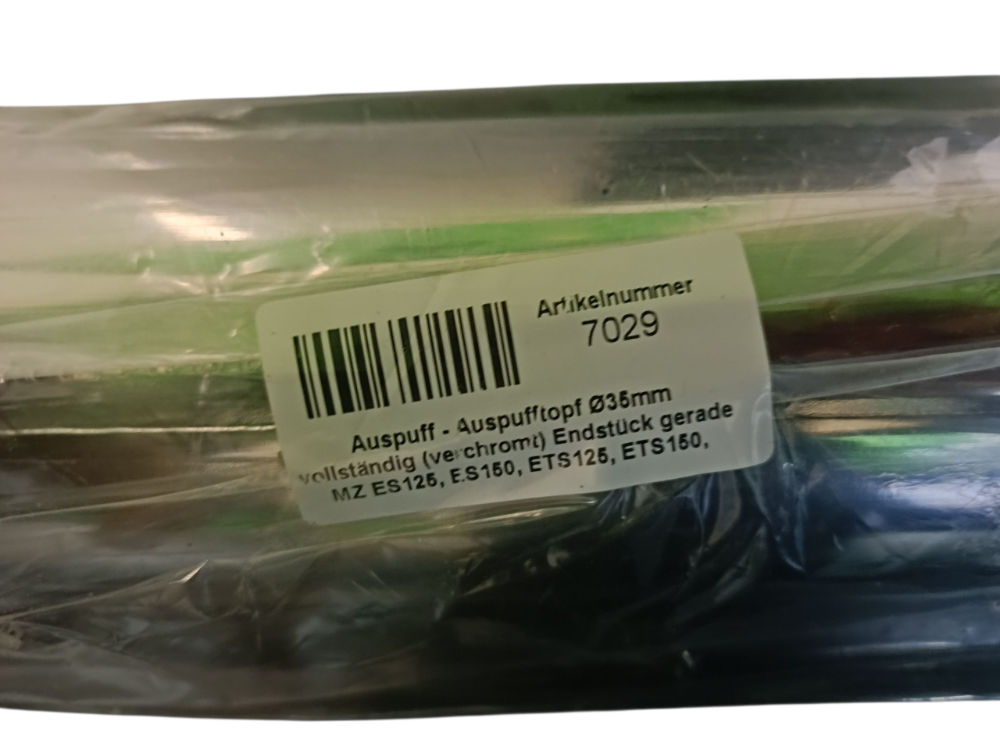 Artikelnummer
7029
Auspuff - Auspufftopf Ø35mm
vollständig (verchromt) Endstück gerade
MZ ES125, ES150, ETS125, ETS150,